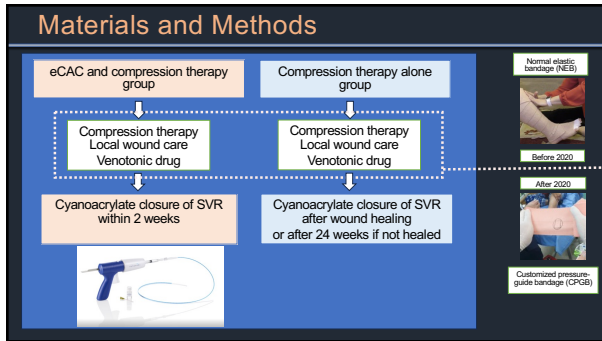 Materials and Methods
eCAC and compression therapy
group
Compression therapy alone
group
Compression therapy
Local wound care
Venotonic drug
Compression therapy
Local wound care
Venotonic drug
Cyanoacrylate closure of SVR
within 2 weeks
Cyanoacrylate closure of SVR
after wound healing
or after 24 weeks if not healed
Normal elastic
bandage (NEB)
Before 2020
After 2020
Customized pressure-
guide bandage (CPGB)